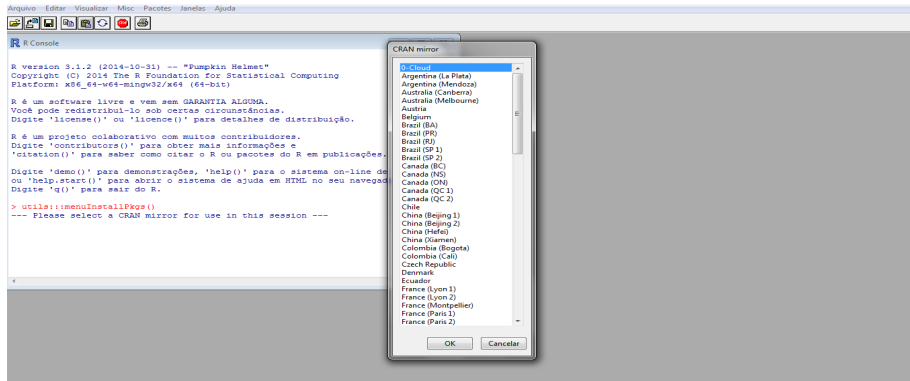 Arquivo Editar Visualizar Misc Pacotes Janelas Ajuda
R Console
R version 3.1.2 (2014-10-31) -- "Pumpkin Helmet"
Copyright (C) 2014 The R Foundation for Statistical Computing
Platform: x86_64-w64-mingw32/x64 (64-bit)
R é um software livre e vem sem GARANTIA ALGUMA.
Você pode redistribuí-lo sob certas circunstâncias.
Digite 'license()' ou 'licence()' para detalhes de distribuição.
R é um projeto colaborativo com muitos contribuidores.
Digite 'contributors()' para obter mais informações e
'citation()' para saber como citar o R ou pacotes do R em publicações.
Digite 'demo()' para demonstrações, 'help()' para o sistema on-line de
ou 'help.start()' para abrir o sistema de ajuda em HTML no seu navegad
Digite 'q()' para sair do R.
> utils:::menuInstallPkgs()
--- Please select a CRAN mirror for use in this session ---
CRAN mirror
0-Cloud
Argentina (La Plata)
Argentina (Mendoza)
Australia (Canberra)
Australia (Melbourne)
Austria
Belgium
Brazil (BA)
Brazil (PR)
Brazil (RJ)
Brazil (SP 1)
Brazil (SP 2)
Canada (BC)
Canada (NS)
Canada (ON)
Canada (QC 1)
Canada (QC 2)
Chile
China (Beijing 1)
China (Beijing 2)
China (Hefei)
China (Xiamen)
Colombia (Bogota)
Colombia (Cali)
Czech Republic
Denmark
Ecuador
France (Lyon 1)
France (Lyon 2)
France (Montpellier)
France (Paris 1)
France (Paris 2)
OK
Cancelar